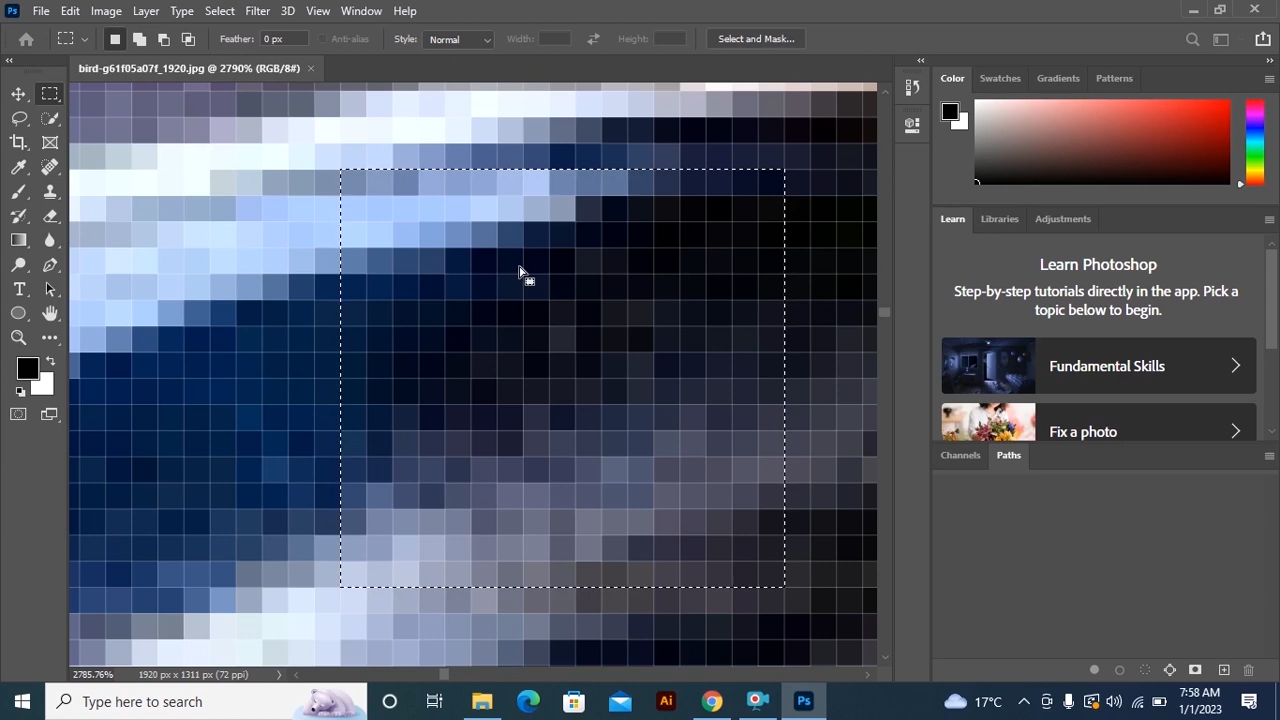 Ps File Edit Image Layer Type Select Filter 3D View Window Help
Feather: 0 px Anti-alias Style: Normal Width: Height: Select and Mask...
bird-g61f05a07f_1920.jpg @ 2790% (RGB/8#)
Color Swatches Gradients Patterns
Learn Libraries Adjustments
Learn Photoshop
Step-by-step tutorials directly in the app. Pick a
topic below to begin.
Fundamental Skills
Fix a photo
Channels Paths
2785.76% 1920 px x 1311 px (72 ppi)
Type here to search
Ai
Ps
17°C
7:58 AM
1/1/2023